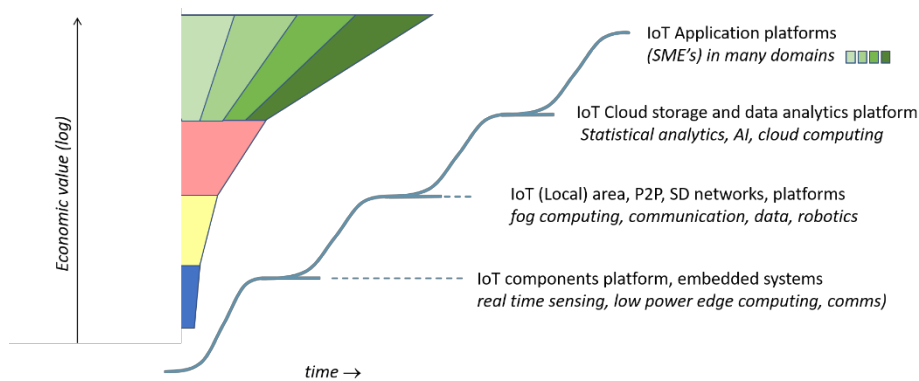 IoT Application platforms
(SME's) in many domains
IoT Cloud storage and data analytics platform
Statistical analytics, AI, cloud computing
IoT (Local) area, P2P, SD networks, platforms
fog computing, communication, data, robotics
IoT components platform, embedded systems
real time sensing, low power edge computing, comms)
Economic value (log)
time →